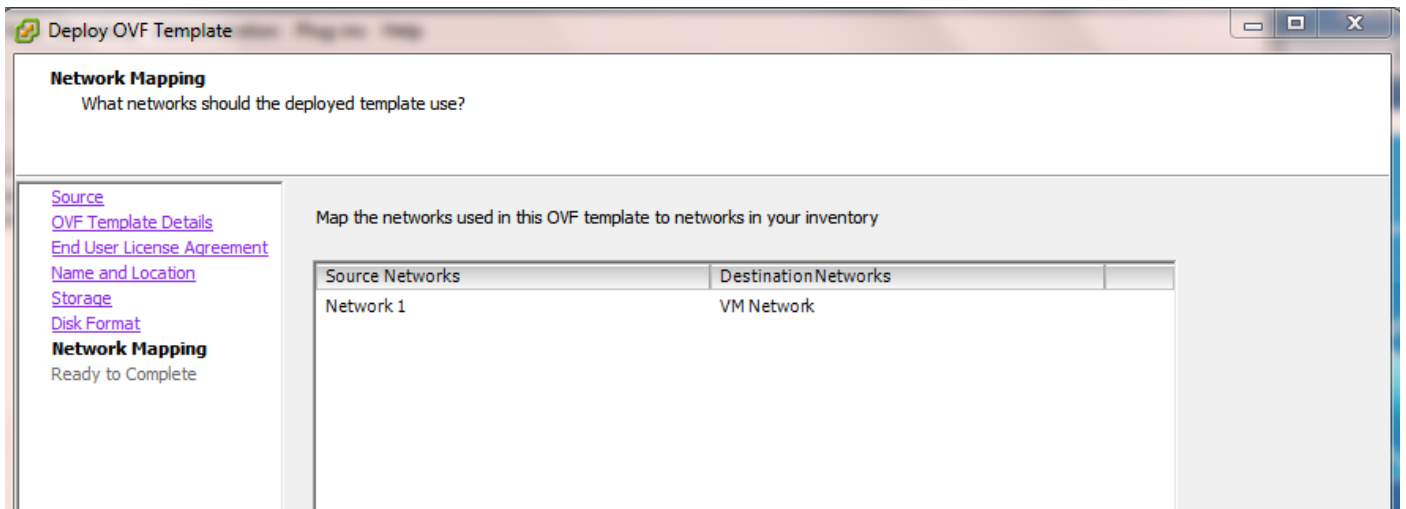 Deploy OVF Template
Network Mapping
What networks should the deployed template use?
Source
OVF Template Details
End User License Agreement
Name and Location
Storage
Disk Format
Network Mapping
Ready to Complete
Map the networks used in this OVF template to networks in your inventory
Source Networks Destination Networks
Network 1 VM Network